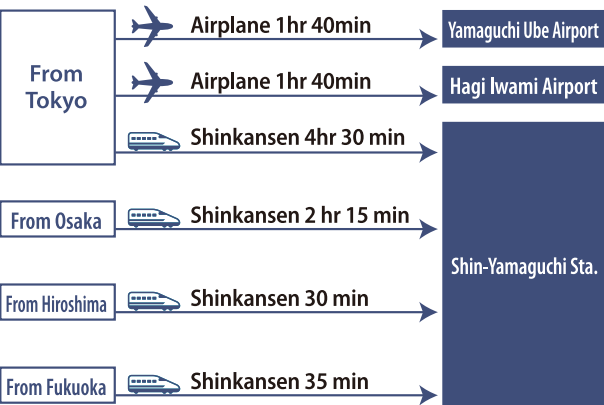 From
Tokyo
Airplane 1hr 40min
Yamaguchi Ube Airport
Airplane 1hr 40min
Hagi Iwami Airport
Shinkansen 4hr 30 min
From Osaka
Shinkansen 2 hr 15 min
Shin-Yamaguchi Sta.
From Hiroshima
Shinkansen 30 min
From Fukuoka
Shinkansen 35 min